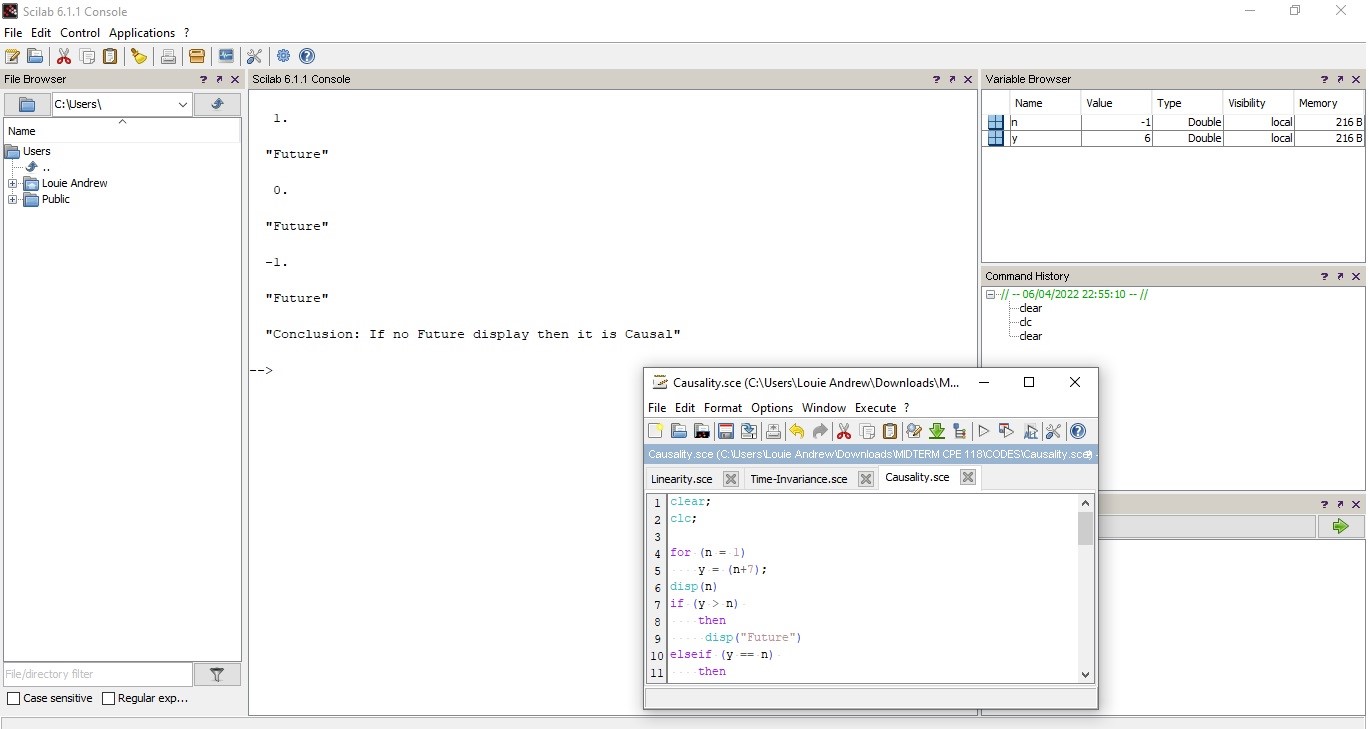 Scilab 6.1.1 Console
File Edit Control Applications ?
File Browser ? Scilab 6.1.1 Console ? Variable Browser ?
C:\Users\
Name
Users
..
Louie Andrew
Public
File/directory filter
Case sensitive Regular exp...
1.
"Future"
0.
"Future"
-1.
"Future"
"Conclusion: If no Future display then it is Causal"
-->
Name Value Type Visibility Memory
n -1 Double local 216 B
y 6 Double local 216 B
Command History ?
// -- 06/04/2022 22:55:10 -- //
clear
clc
clear
?
Causality.sce (C:\Users\Louie Andrew\Downloads\M...
File Edit Format Options Window Execute ?
Causality.sce (C:\Users\Louie Andrew\Downloads\MIDTERM CPE 118\CODES\Causality.sce) -
Linearity.sce Time-Invariance.sce Causality.sce
1 clear;
2 clc;
3
4 for (n = 1)
5 y = (n+7);
6 disp(n)
7 if (y > n)
8 then
9 disp("Future")
10 elseif (y == n)
11 then